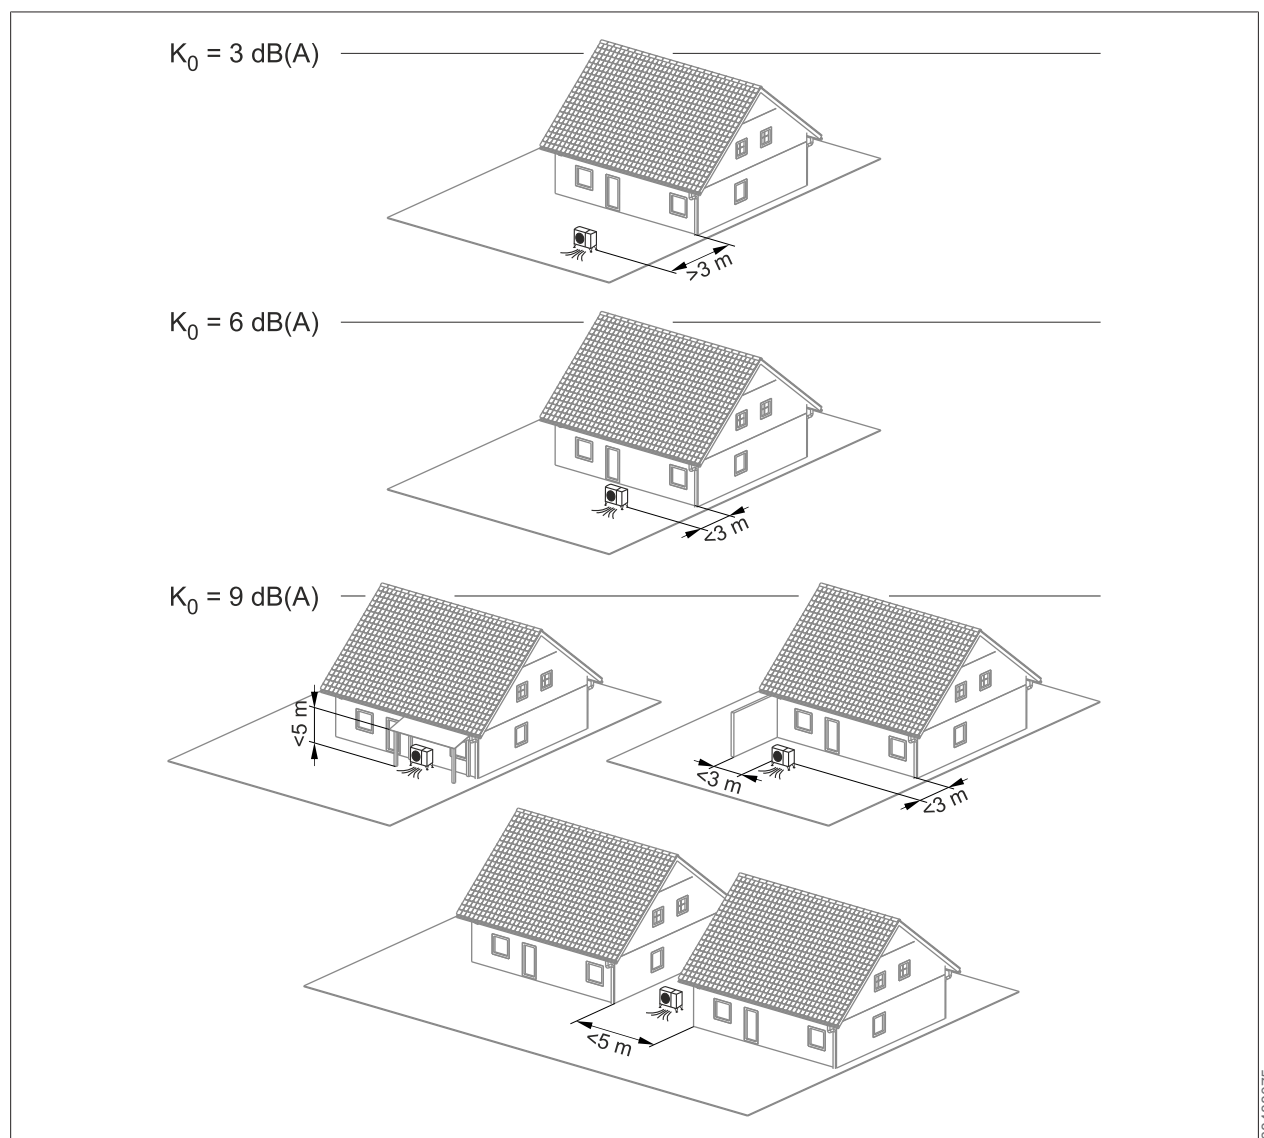 K₀ = 3 dB(A)
>3 m
K₀ = 6 dB(A)
<3 m
K₀ = 9 dB(A)
<5 m
<3 m
<3 m
<5 m